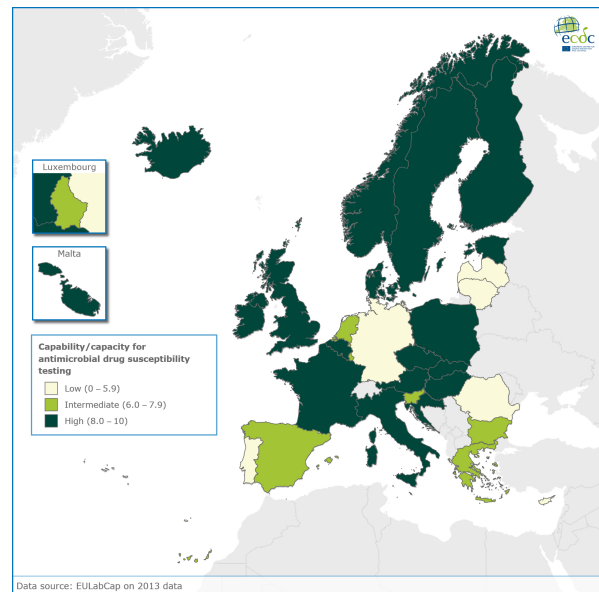 ecdc
Luxembourg
Malta
Capability/capacity for
antimicrobial drug susceptibility
testing
Low (0 – 5.9)
Intermediate (6.0 – 7.9)
High (8.0 – 10)
Data source: EULabCap on 2013 data